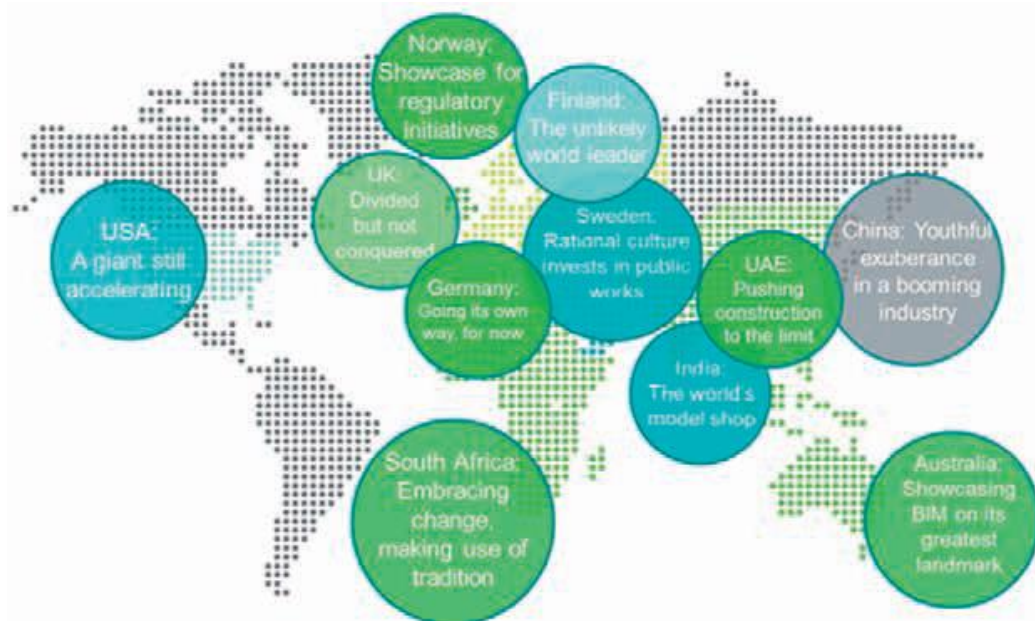 Norway:
Showcase for
regulatory
initiatives
Finland:
The unlikely
world leader
UK:
Divided
but not
conquered
USA:
A giant still
accelerating
Sweden:
Rational culture
invests in public
works
Germany:
Going its own
way, for now
UAE:
Pushing
construction
to the limit
China: Youthful
exuberance
in a booming
industry
India:
The world's
model shop
South Africa:
Embracing
change,
making use of
tradition
Australia:
Showcasing
BIM on its
greatest
landmark